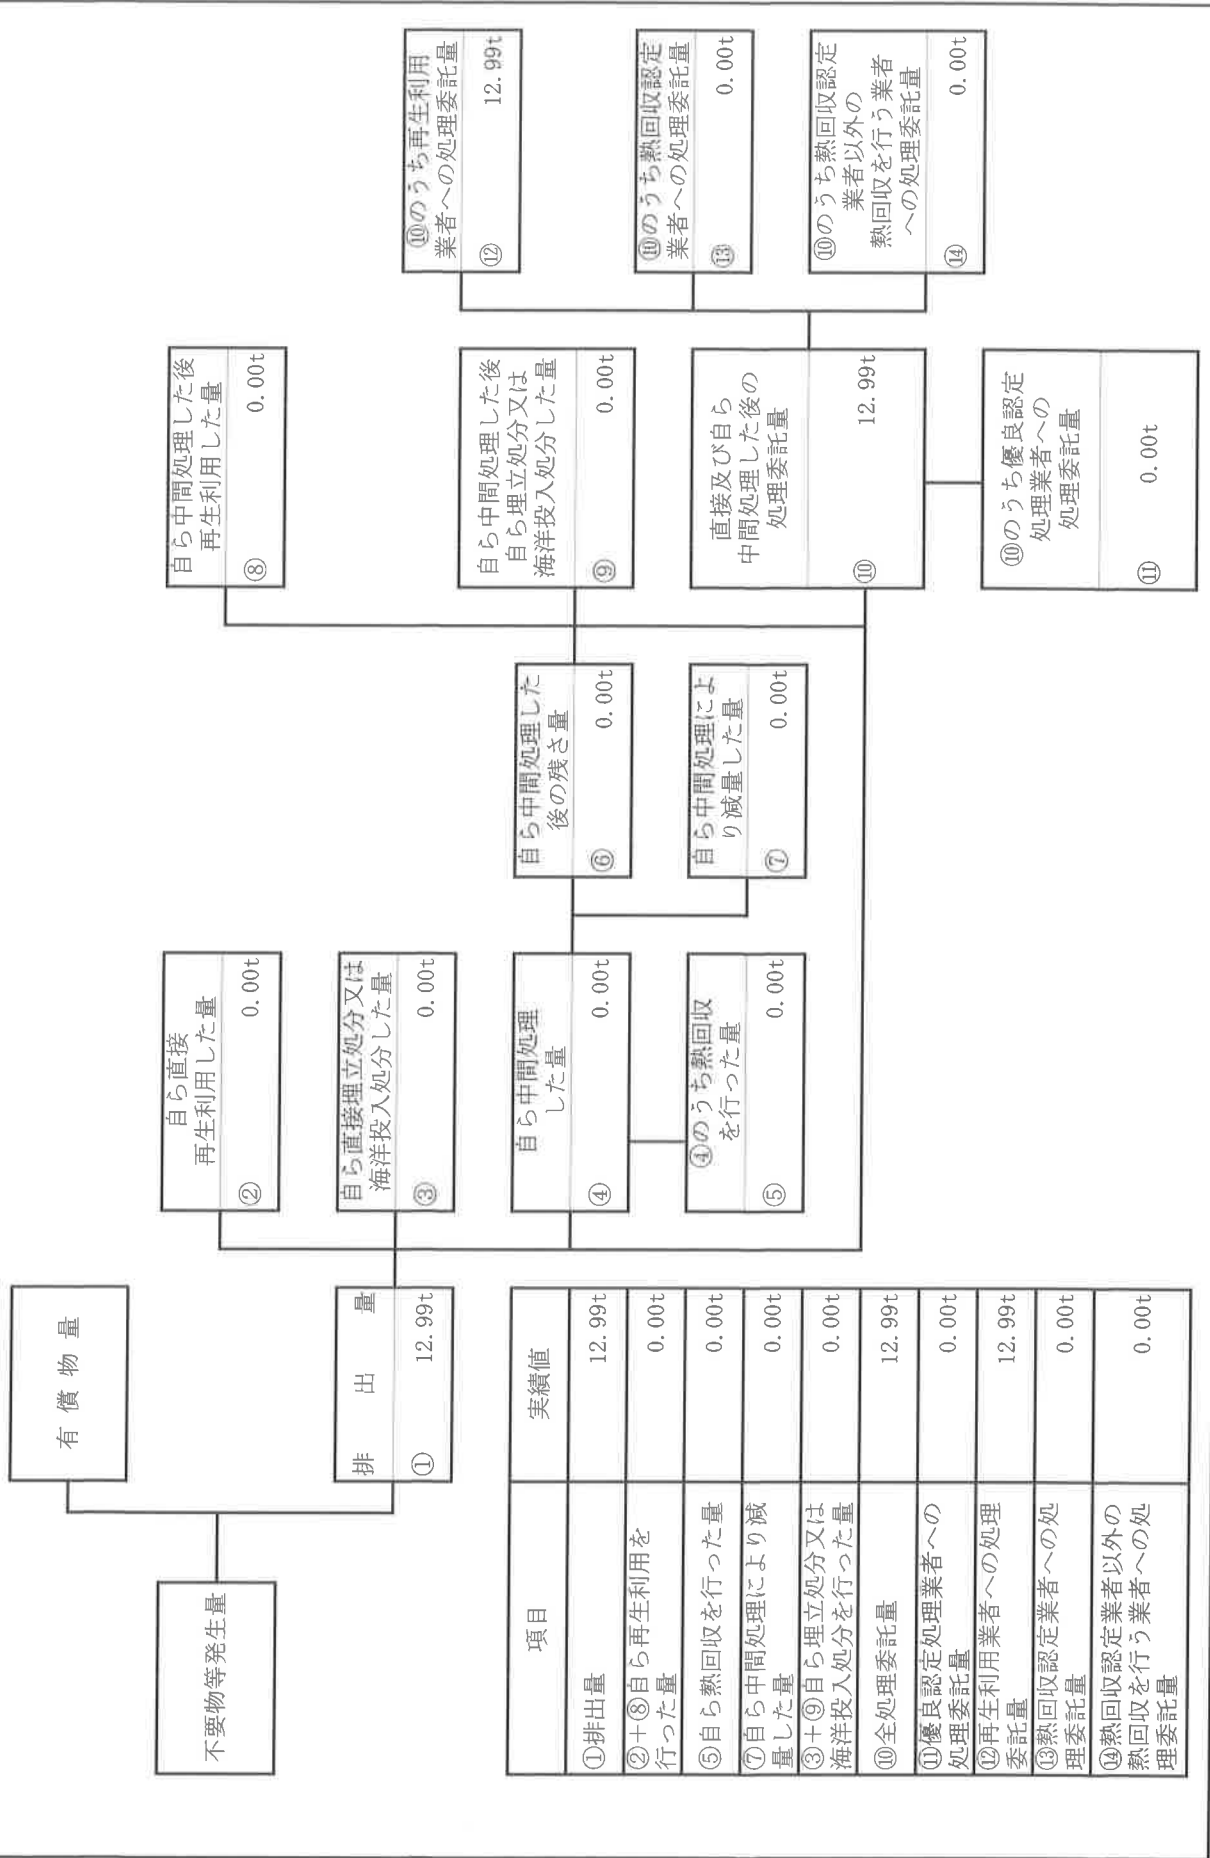 不要物等発生量
有償物量
排出量
① 12.99t
自ら直接
再生利用した量
② 0.00t
自ら直接埋立処分又は
海洋投入処分した量
③ 0.00t
自ら中間処理
した量
④ 0.00t
④のうち熱回収
を行った量
⑤ 0.00t
自ら中間処理した
後の残さ量
⑥ 0.00t
自ら中間処理によ
り減量した量
⑦ 0.00t
自ら中間処理した後
再生利用した量
⑧ 0.00t
自ら中間処理した後
自ら埋立処分又は
海洋投入処分した量
⑨ 0.00t
直接及び自ら
中間処理した後の
処理委託量
⑩ 12.99t
⑩のうち優良認定
処理業者への
処理委託量
⑪ 0.00t
⑩のうち再生利用
業者への処理委託量
⑫ 12.99t
⑩のうち熱回収認定
業者への処理委託量
⑬ 0.00t
⑩のうち熱回収認定
業者以外の
熱回収を行う業者
への処理委託量
⑭ 0.00t
項目 実績値
①排出量 12.99t
②+⑧自ら再生利用を 0.00t
行った量
⑤自ら熱回収を行った量 0.00t
⑦自ら中間処理により減 0.00t
量した量
③+⑨自ら埋立処分又は 0.00t
海洋投入処分を行った量
⑩全処理委託量 12.99t
⑪優良認定処理業者への 0.00t
処理委託量
⑫再生利用業者への処理 12.99t
委託量
⑬熱回収認定業者への処 0.00t
理委託量
⑭熱回収認定業者以外の 0.00t
熱回収を行う業者への処
理委託量